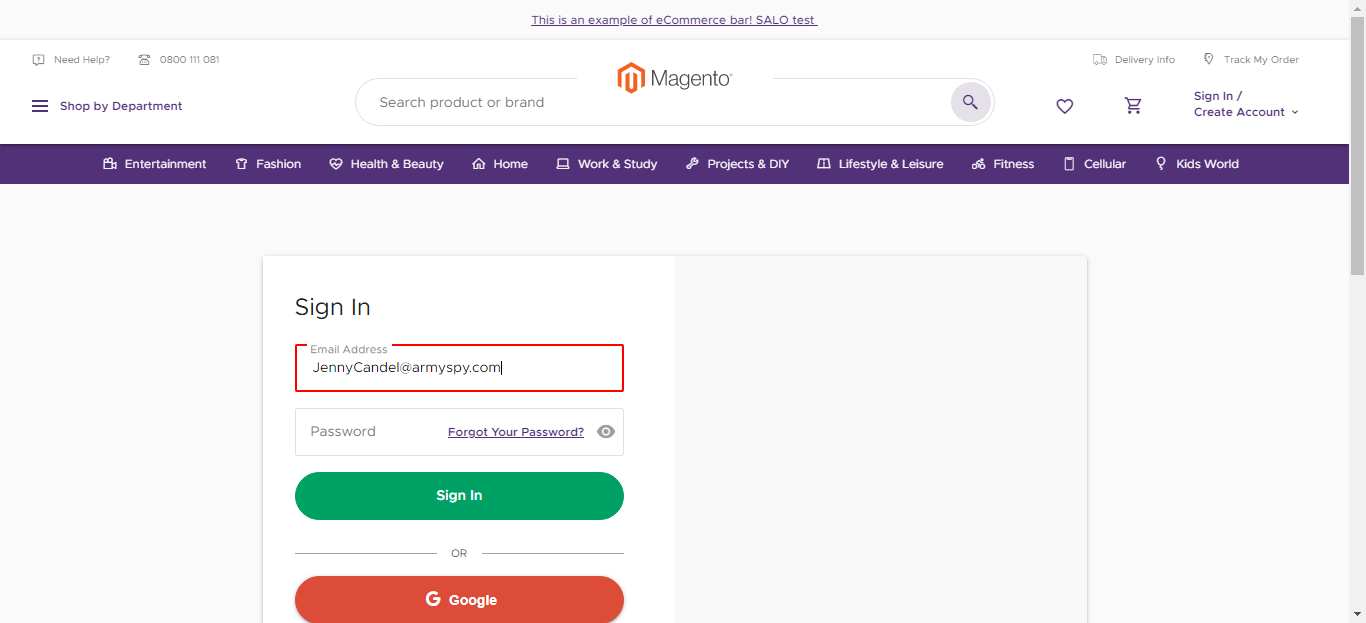 This is an example of eCommerce bar! SALO test
Need Help?
0800 111 081
Magento
Delivery Info
Track My Order
Shop by Department
Search product or brand
Sign In /
Create Account
Entertainment
Fashion
Health & Beauty
Home
Work & Study
Projects & DIY
Lifestyle & Leisure
Fitness
Cellular
Kids World
Sign In
Email Address
JennyCandel@armyspy.com
Password
Forgot Your Password?
Sign In
OR
G Google